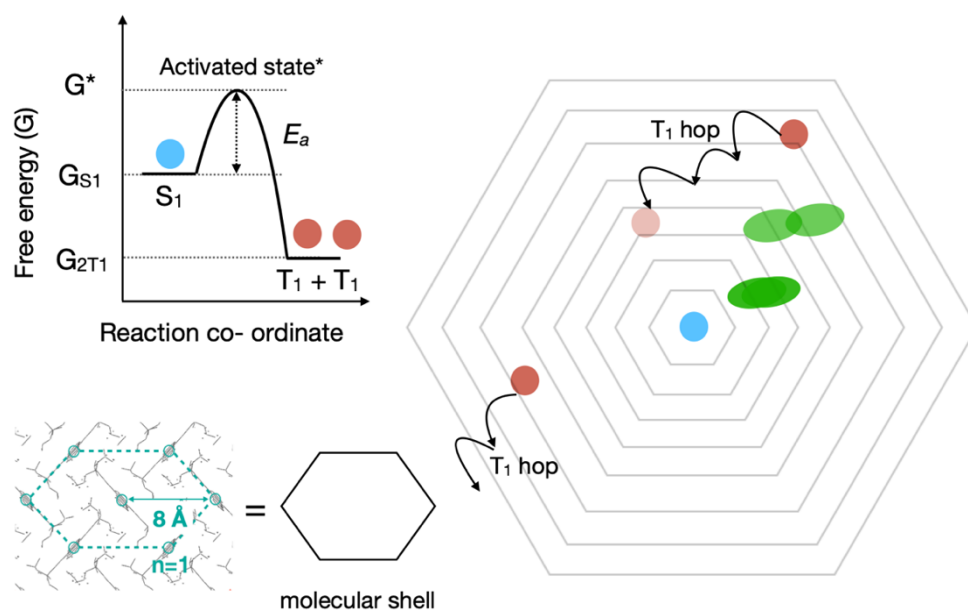 Free energy (G)
G*
Activated state*
Ea
GS1
S1
G2T1
T1 + T1
Reaction co- ordinate
T1 hop
T1 hop
8 Å
n=1
=
molecular shell